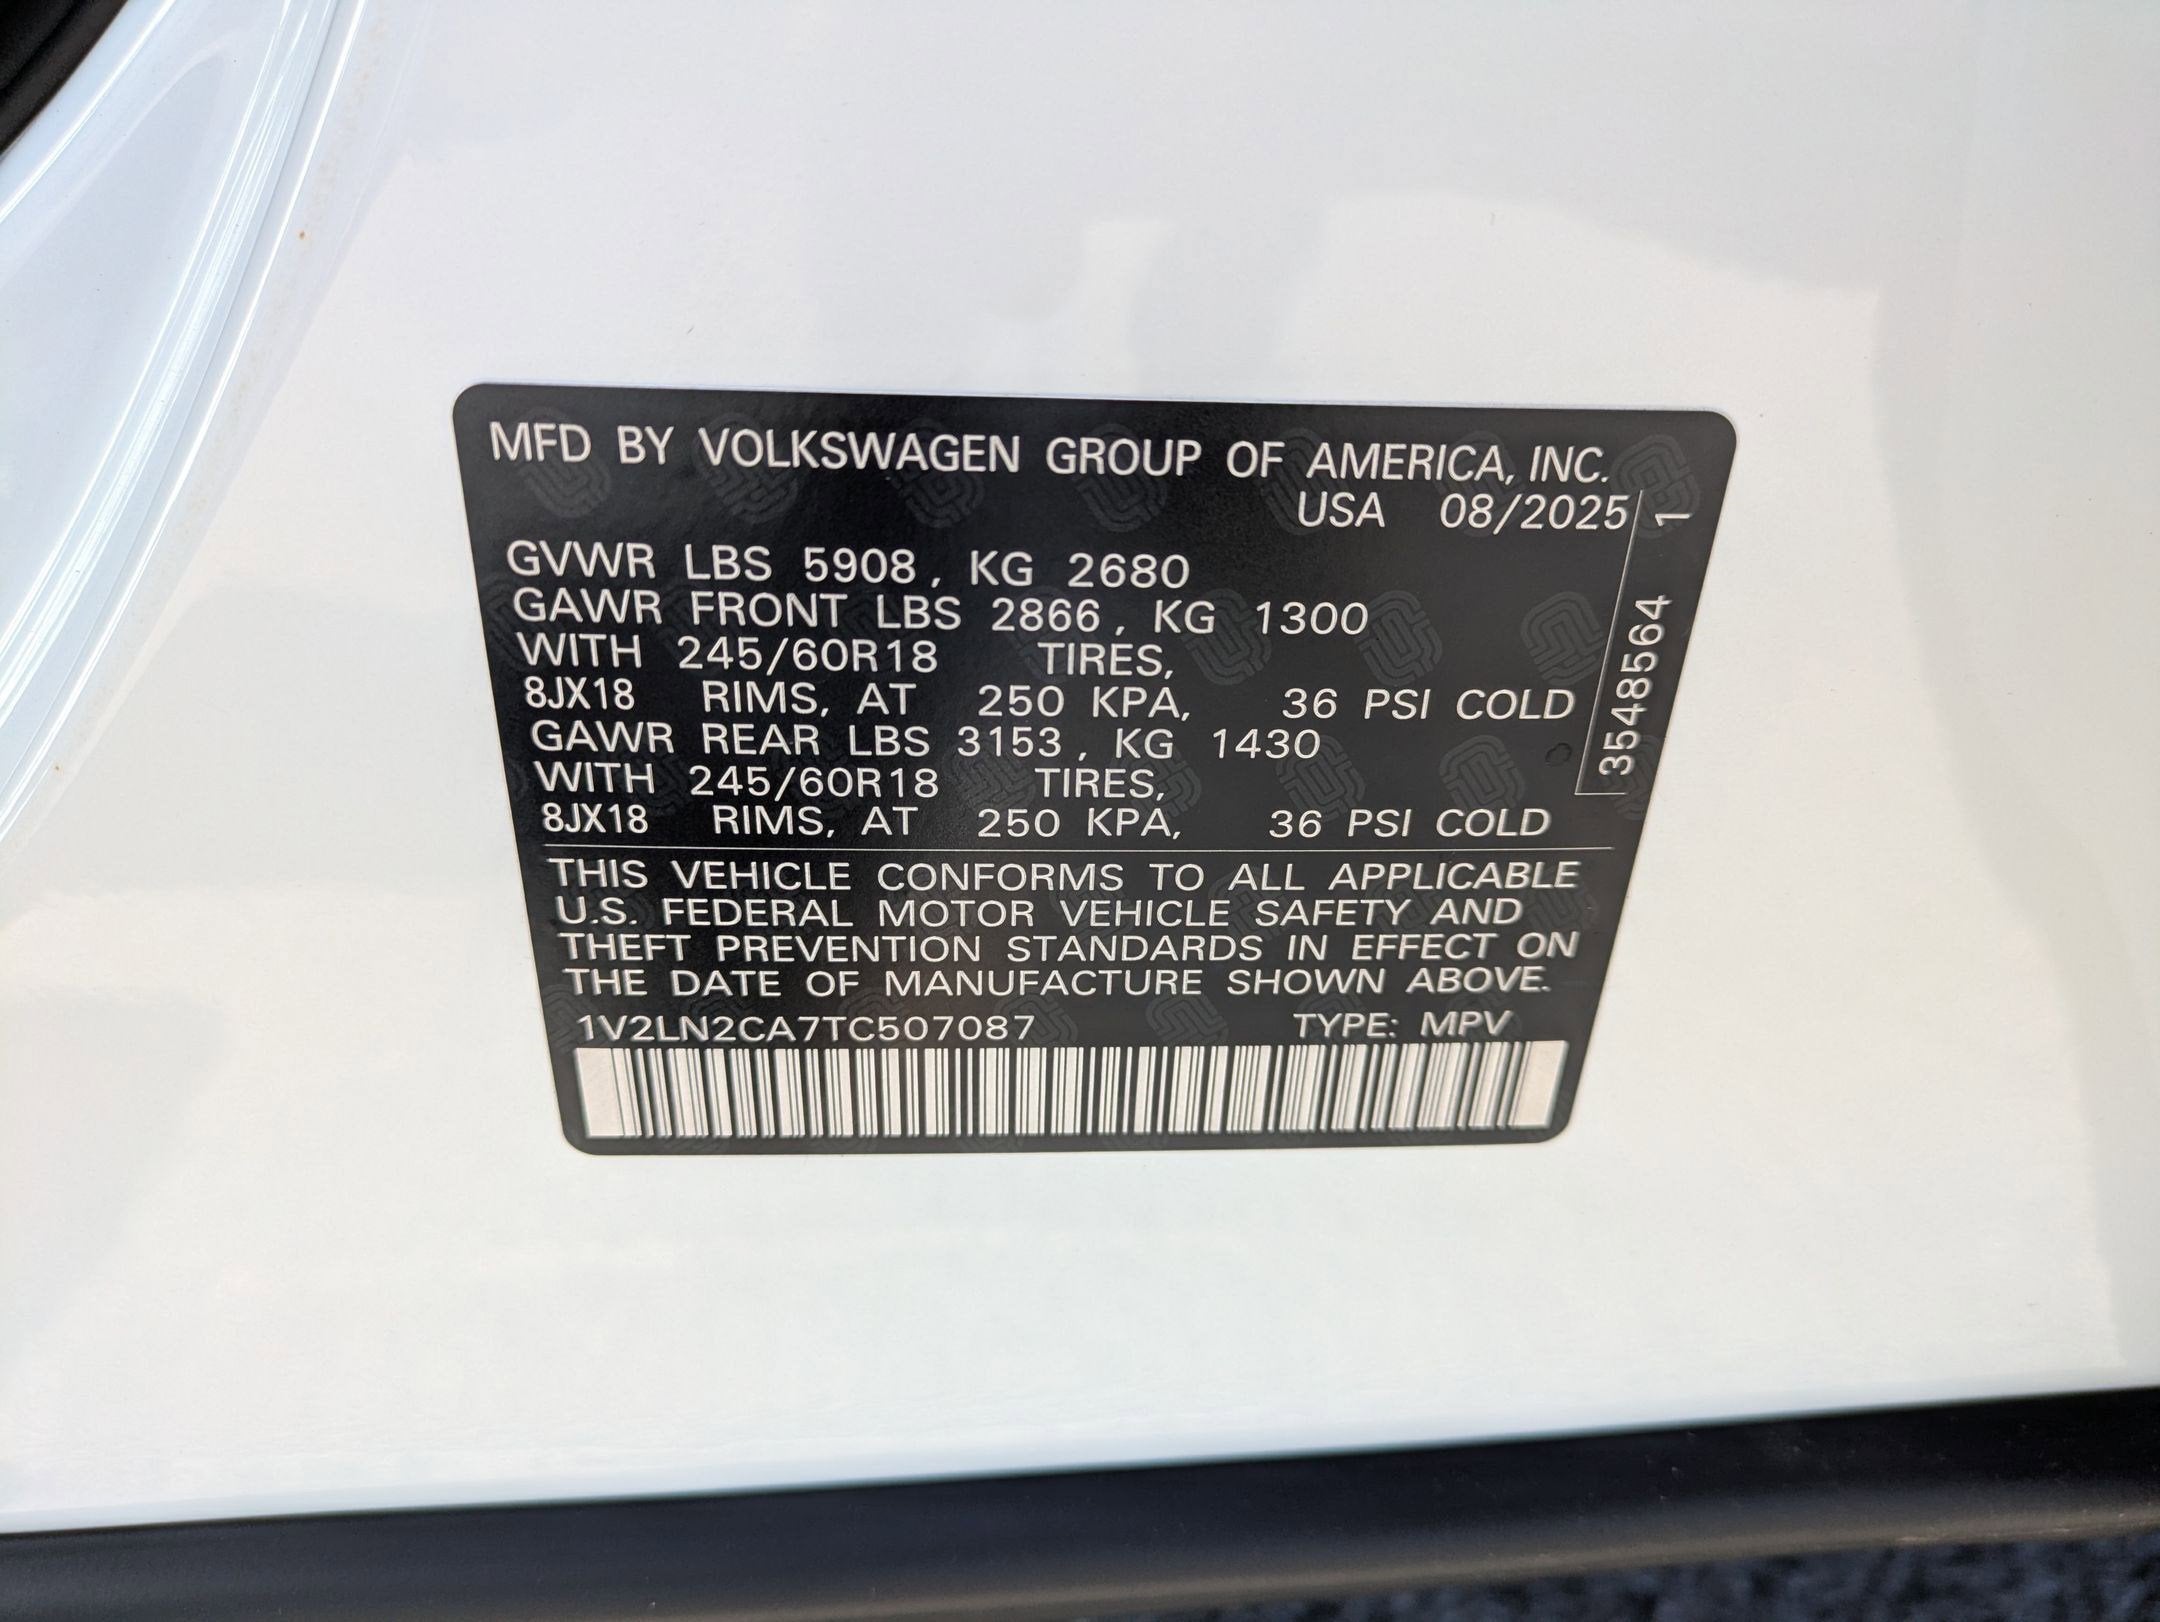 MFD BY VOLKSWAGEN GROUP OF AMERICA, INC.
USA 08/2025
GVWR LBS 5908, KG 2680
GAWR FRONT LBS 2866, KG 1300
WITH 245/60R18 TIRES,
8JX18 RIMS, AT 250 KPA, 36 PSI COLD
GAWR REAR LBS 3153, KG 1430
WITH 245/60R18 TIRES,
8JX18 RIMS, AT 250 KPA, 36 PSI COLD
THIS VEHICLE CONFORMS TO ALL APPLICABLE
U.S. FEDERAL MOTOR VEHICLE SAFETY AND
THEFT PREVENTION STANDARDS IN EFFECT ON
THE DATE OF MANUFACTURE SHOWN ABOVE.
1V2LN2CA7TC507087 TYPE: MPV
3548564 1